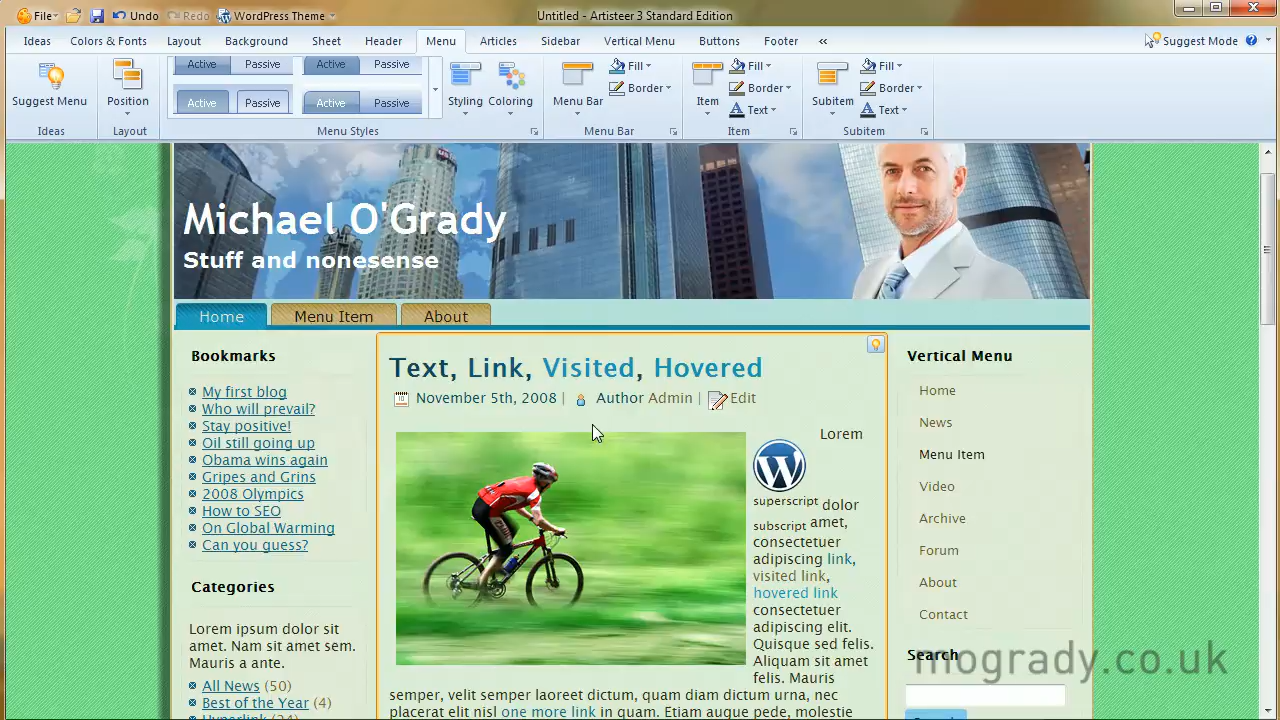 File Undo Redo WordPress Theme Untitled - Artisteer 3 Standard Edition
Ideas Colors & Fonts Layout Background Sheet Header Menu Articles Sidebar Vertical Menu Buttons Footer « Suggest Mode
Active Passive Active Passive
Active Passive Active Passive
Suggest Menu Position Styling Coloring Menu Bar Fill Border Item Fill Border Text Subitem Fill Border Text
Ideas Layout Menu Styles Menu Bar Item Subitem
Michael O'Grady
Stuff and nonesense
Home Menu Item About
Bookmarks
My first blog
Who will prevail?
Stay positive!
Oil still going up
Obama wins again
Gripes and Grins
2008 Olympics
How to SEO
On Global Warming
Can you guess?
Categories
Lorem ipsum dolor sit
amet. Nam sit amet sem.
Mauris a ante.
All News (50)
Best of the Year (4)
Hyperlink (24)
Text, Link, Visited, Hovered
November 5th, 2008 | Author Admin | Edit
Lorem
superscript dolor
subscript amet,
consectetuer
adipiscing link,
visited link,
hovered link
consectetuer
adipiscing elit.
Quisque sed felis.
Aliquam sit amet
felis. Mauris
semper, velit semper laoreet dictum, quam diam dictum urna, nec
placerat elit nisl one more link in quam. Etiam augue pede, molestie
Vertical Menu
Home
News
Menu Item
Video
Archive
Forum
About
Contact
Search
mogrady.co.uk